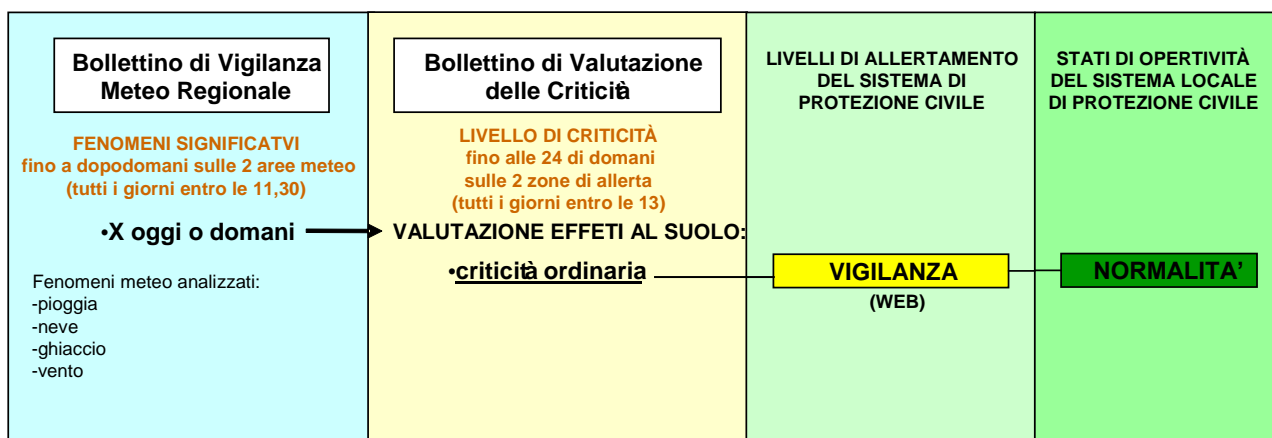 Bollettino di Vigilanza
Meteo Regionale
FENOMENI SIGNIFICATVI
fino a dopodomani sulle 2 aree meteo
(tutti i giorni entro le 11,30)
•X oggi o domani
Fenomeni meteo analizzati:
-pioggia
-neve
-ghiaccio
-vento
Bollettino di Valutazione
delle Criticità
LIVELLO DI CRITICITÀ
fino alle 24 di domani
sulle 2 zone di allerta
(tutti i giorni entro le 13)
VALUTAZIONE EFFETI AL SUOLO:
•criticità ordinaria
LIVELLI DI ALLERTAMENTO
DEL SISTEMA DI
PROTEZIONE CIVILE
VIGILANZA
(WEB)
STATI DI OPERTIVITÀ
DEL SISTEMA LOCALE
DI PROTEZIONE CIVILE
NORMALITA’